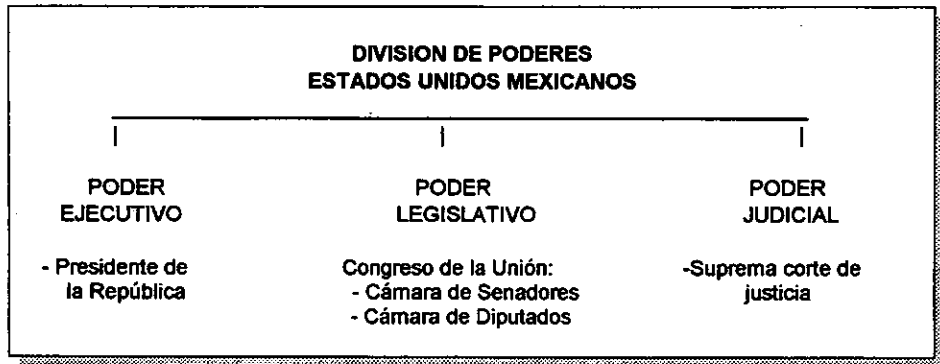 DIVISION DE PODERES
ESTADOS UNIDOS MEXICANOS
PODER
EJECUTIVO
- Presidente de
la República
PODER
LEGISLATIVO
Congreso de la Unión:
- Cámara de Senadores
- Cámara de Diputados
PODER
JUDICIAL
-Suprema corte de
justicia